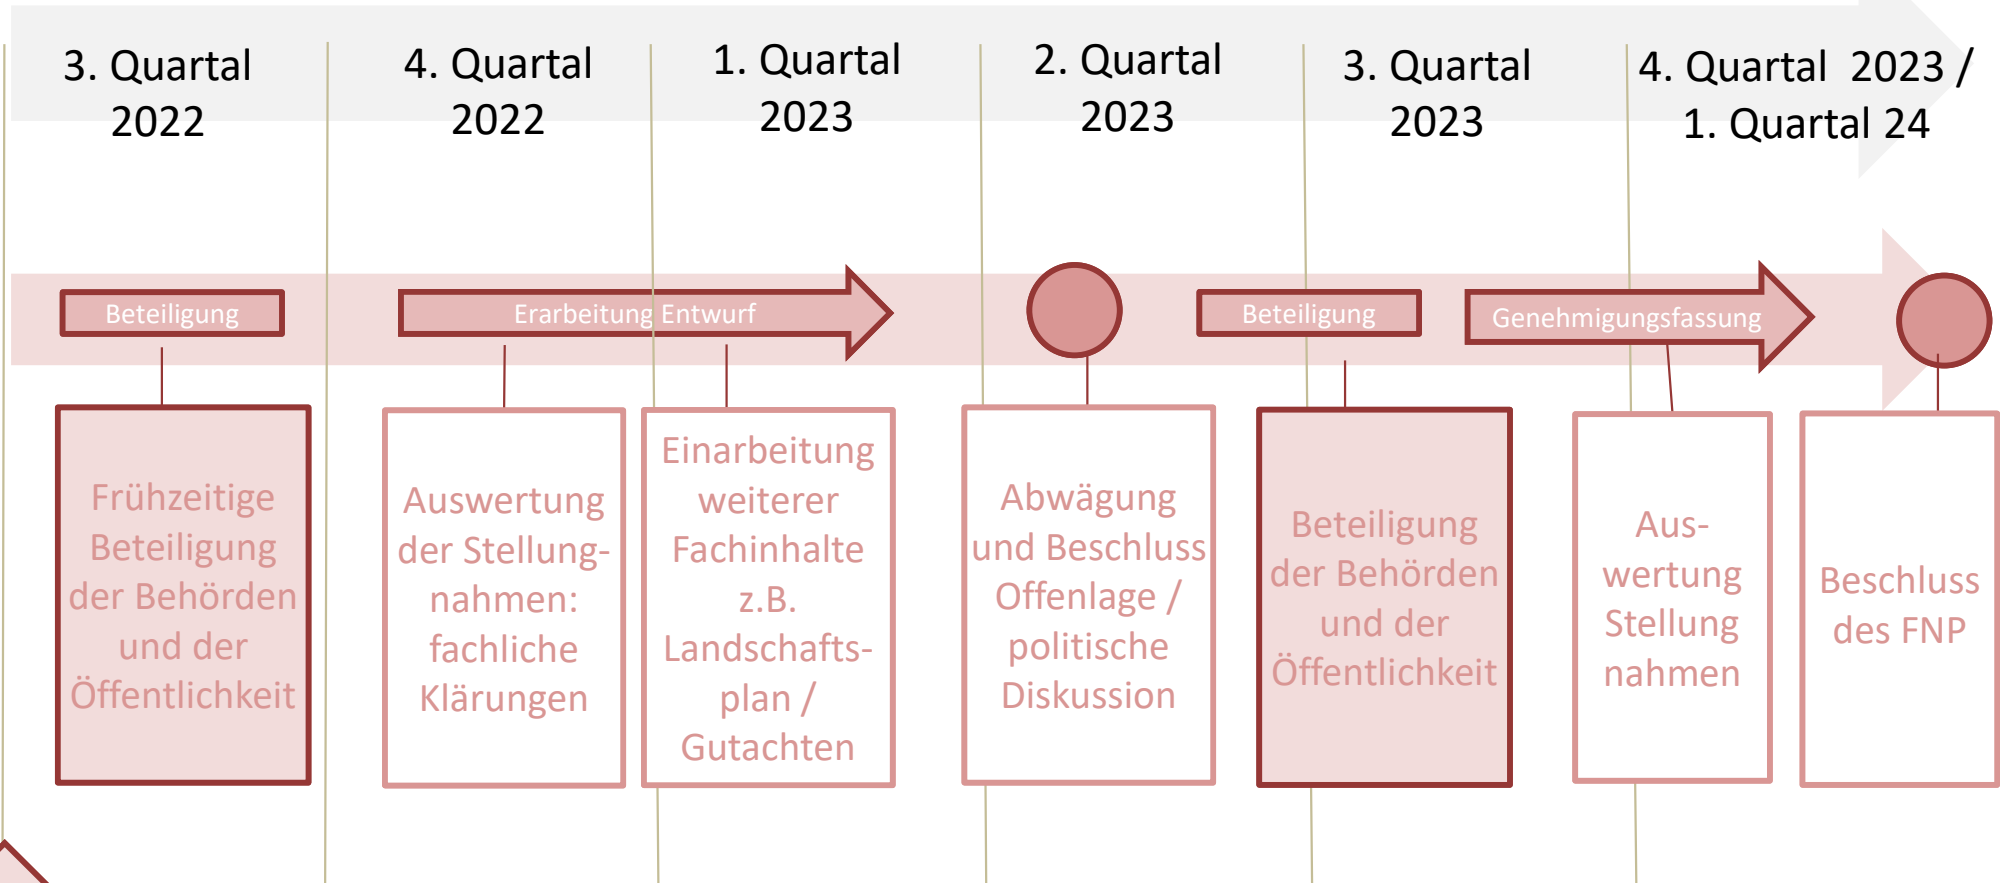 3. Quartal
2022
4. Quartal
2022
1. Quartal
2023
2. Quartal
2023
3. Quartal
2023
4. Quartal 2023 /
1. Quartal 24
Beteiligung
Erarbeitung Entwurf
Beteiligung
Genehmigungsfassung
Frühzeitige
Beteiligung
der Behörden
und der
Öffentlichkeit
Auswertung
der Stellung-
nahmen:
fachliche
Klärungen
Einarbeitung
weiterer
Fachinhalte
z.B.
Landschafts-
plan /
Gutachten
Abwägung
und Beschluss
Offenlage /
politische
Diskussion
Beteiligung
der Behörden
und der
Öffentlichkeit
Aus-
wertung
Stellung
nahmen
Beschluss
des FNP